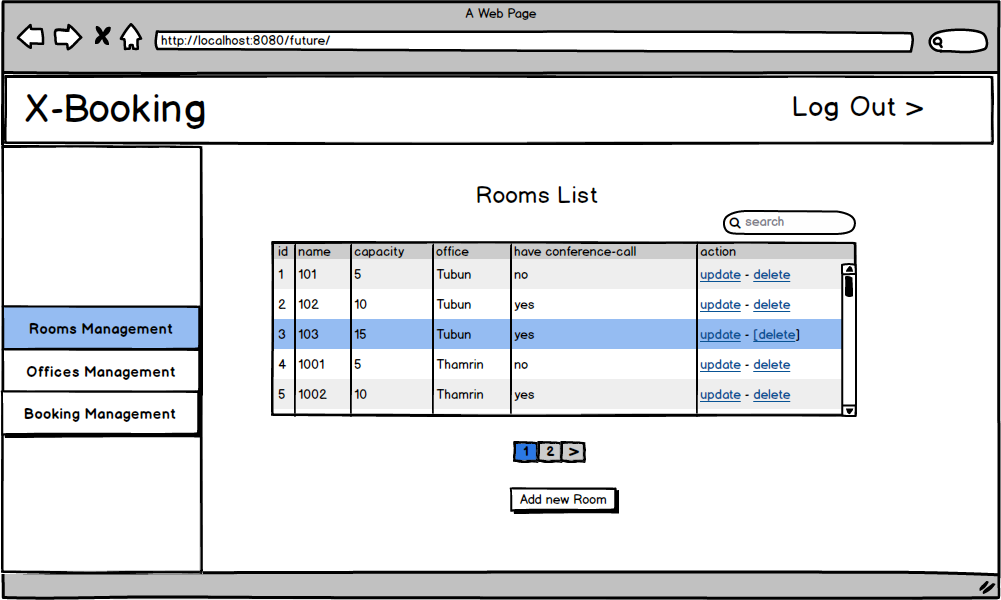 A Web Page
http://localhost:8080/future/
X-Booking
Log Out >
Rooms List
search
id name capacity office have conference-call action
1 101 5 Tubun no update - delete
2 102 10 Tubun yes update - delete
3 103 15 Tubun yes update - [delete]
4 1001 5 Thamrin no update - delete
5 1002 10 Thamrin yes update - delete
Rooms Management
Offices Management
Booking Management
1 2 >
Add new Room